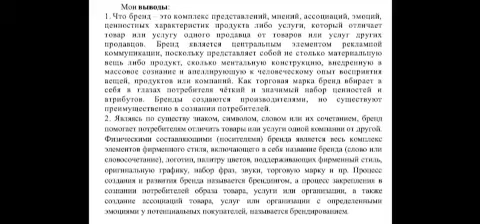 Мои выводы:
1. Что бренд – это комплекс представлений, мнений, ассоциаций, эмоций,
ценностных характеристик продукта либо услуги, который отличает
товар или услугу одного продавца от товаров или услуг других
продавцов. Бренд является центральным элементом рекламной
коммуникации, поскольку представляет собой не столько материальную
вещь либо продукт, сколько ментальную конструкцию, внедренную в
массовое сознание и апеллирующую к человеческому опыт восприятия
вещей, продуктов или компаний. Как торговая марка бренд вбирает в
себя в глазах потребителя чёткий и значимый набор ценностей и
атрибутов. Бренды создаются производителями, но существуют
преимущественно в сознании потребителей.
2. Являясь по существу знаком, символом, словом или их сочетанием, бренд
помогает потребителям отличить товары или услуги одной компании от другой.
Физическими составляющими (носителями) бренда является весь комплекс
элементов фирменного стиля, включающего в себя название бренда (слово или
словосочетание), логотип, палитру цветов, поддерживающих фирменный стиль,
оригинальную графику, набор фраз, звуки, торговую марку и пр. Процесс
создания и развития бренда называется брендингом, а процесс закрепления в
сознании потребителей образа товара, услуги или организации, а также
создание ассоциаций товара, услуг или организации с определенными
эмоциями у потенциальных покупателей, называется брендированием.